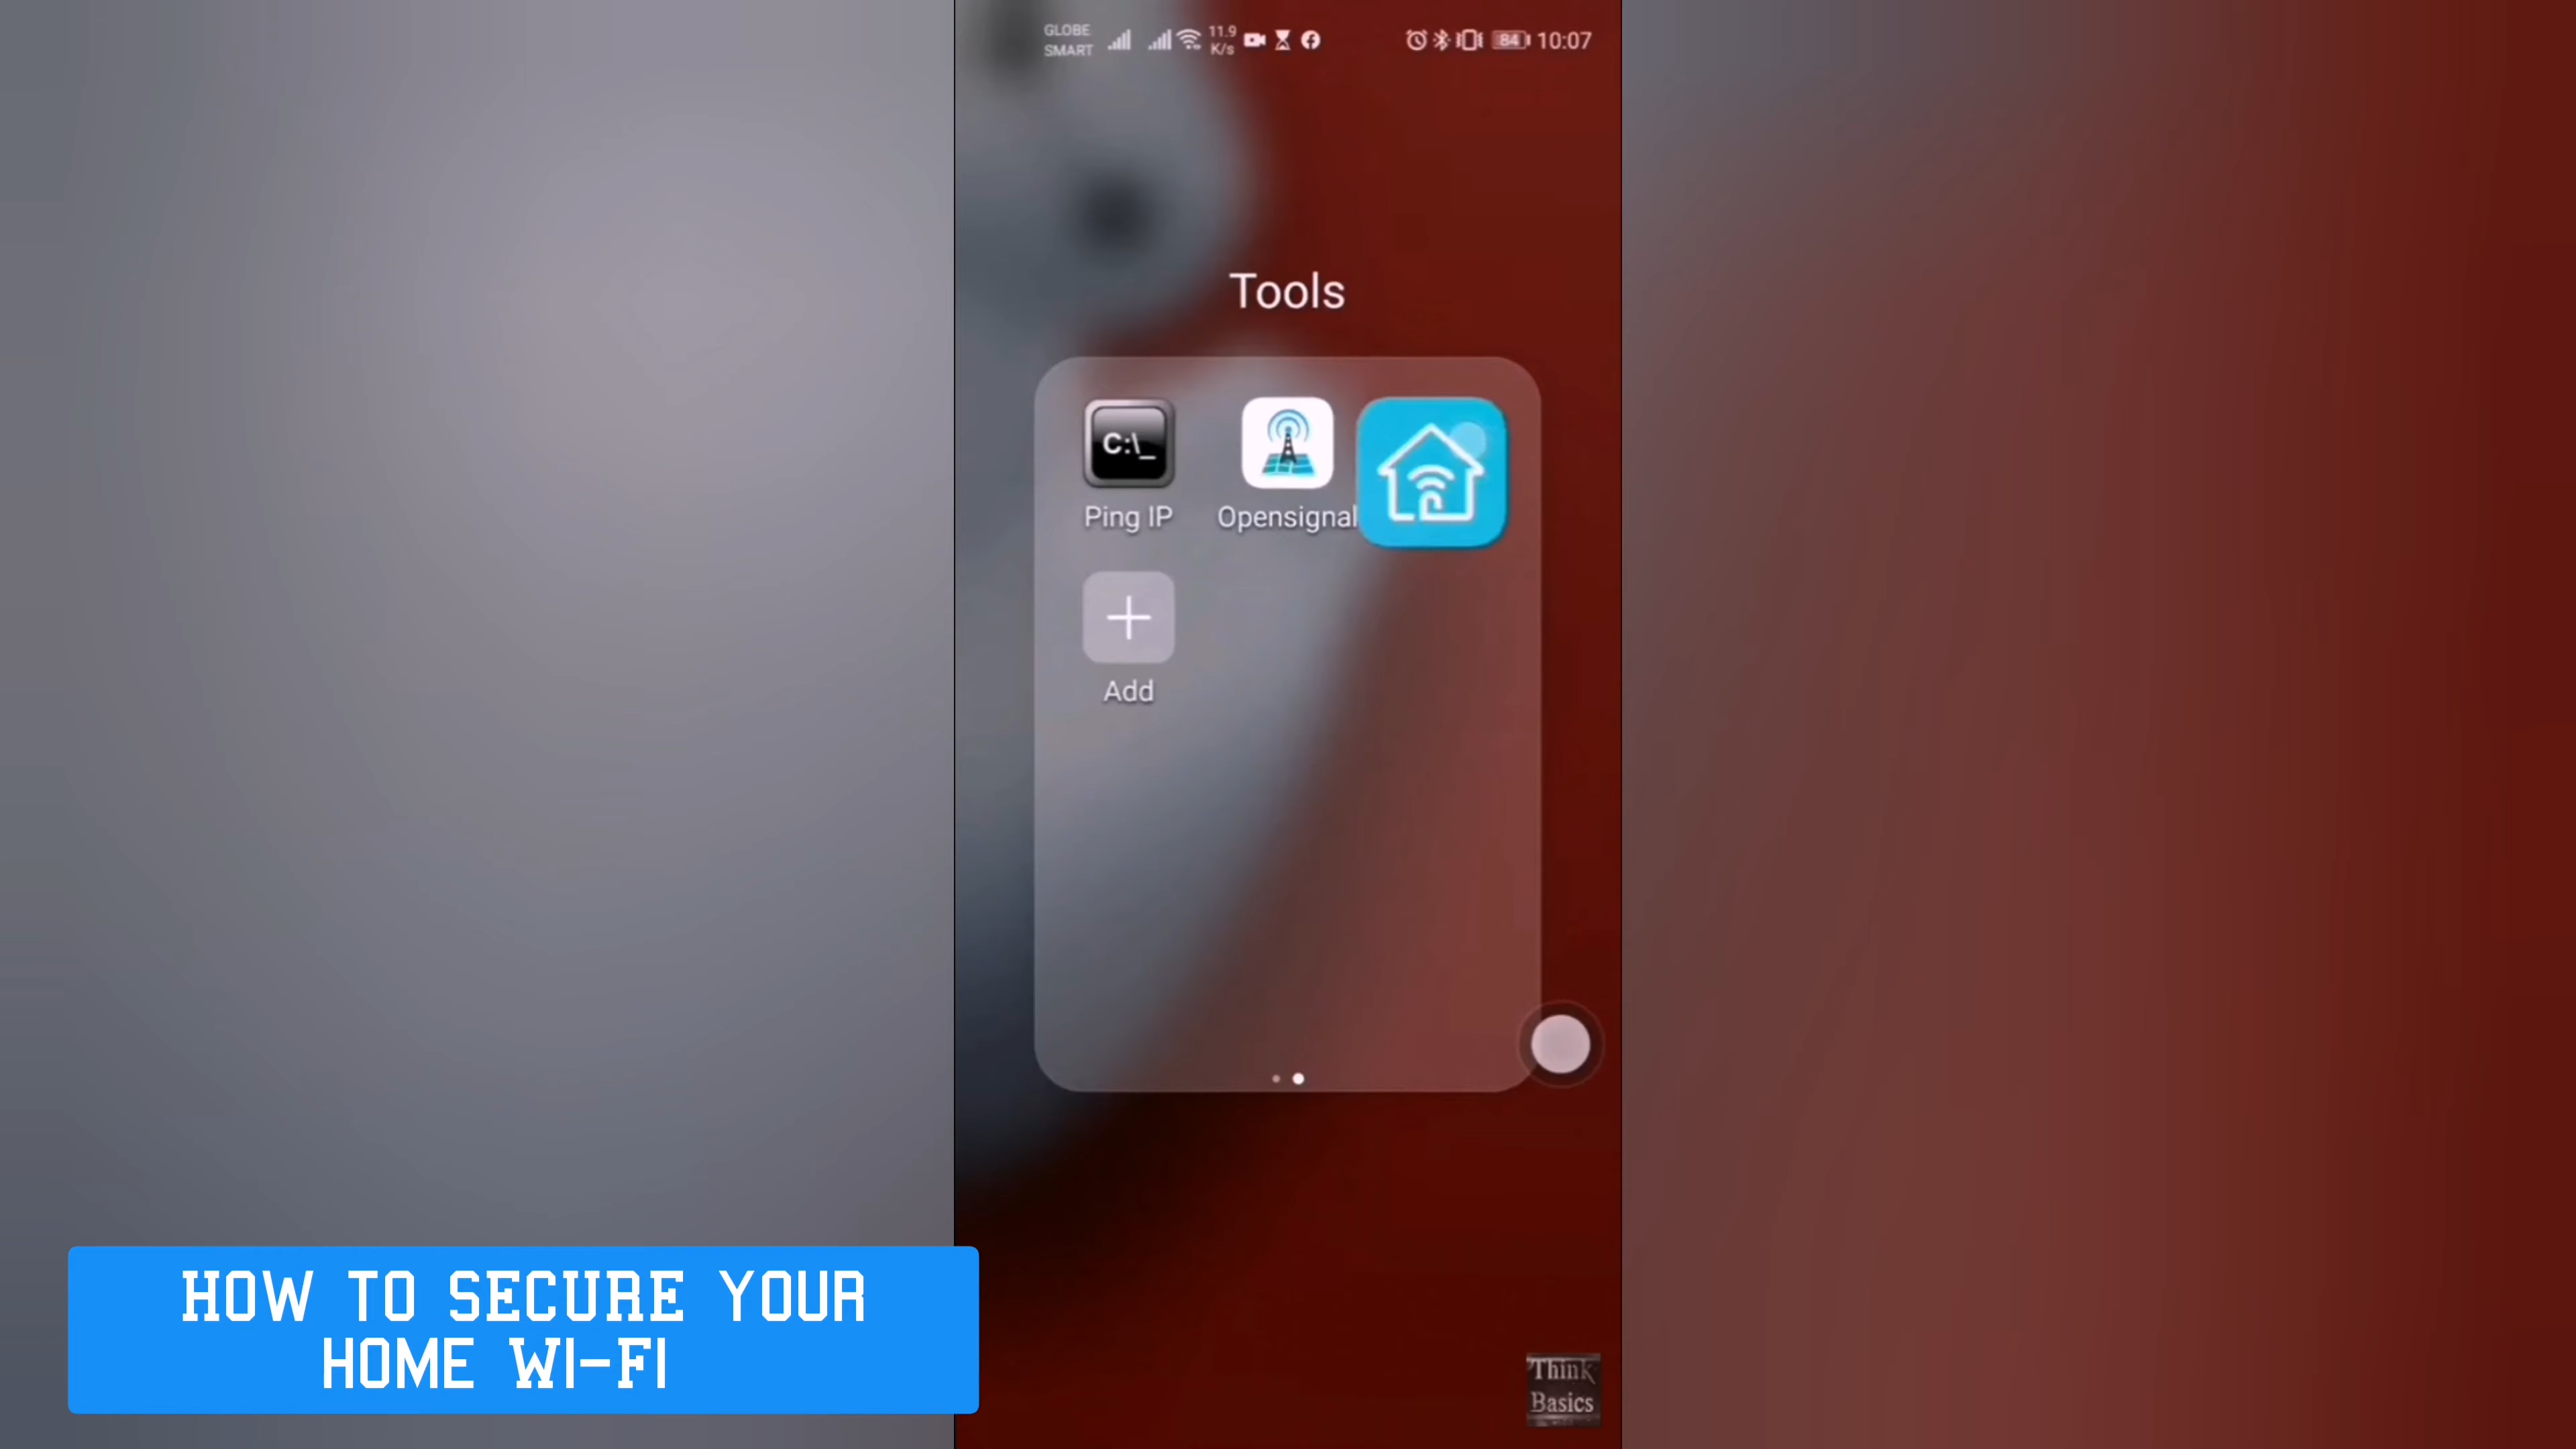 GLOBE
SMART
11.9
K/s
84
10:07
Tools
C:\_
Ping IP
Opensignal
Add
HOW TO SECURE YOUR
HOME WI-FI
Think
Basics